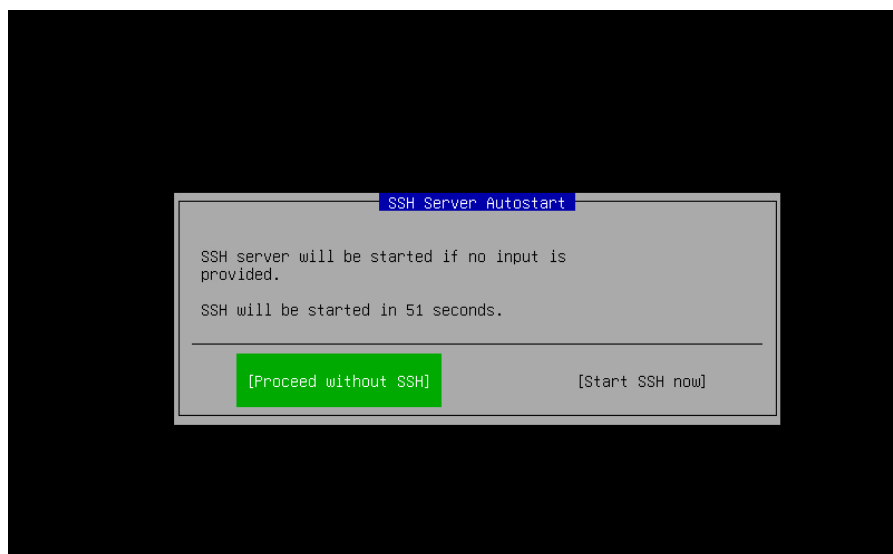 SSH Server Autostart
SSH server will be started if no input is
provided.
SSH will be started in 51 seconds.
[Proceed without SSH] [Start SSH now]